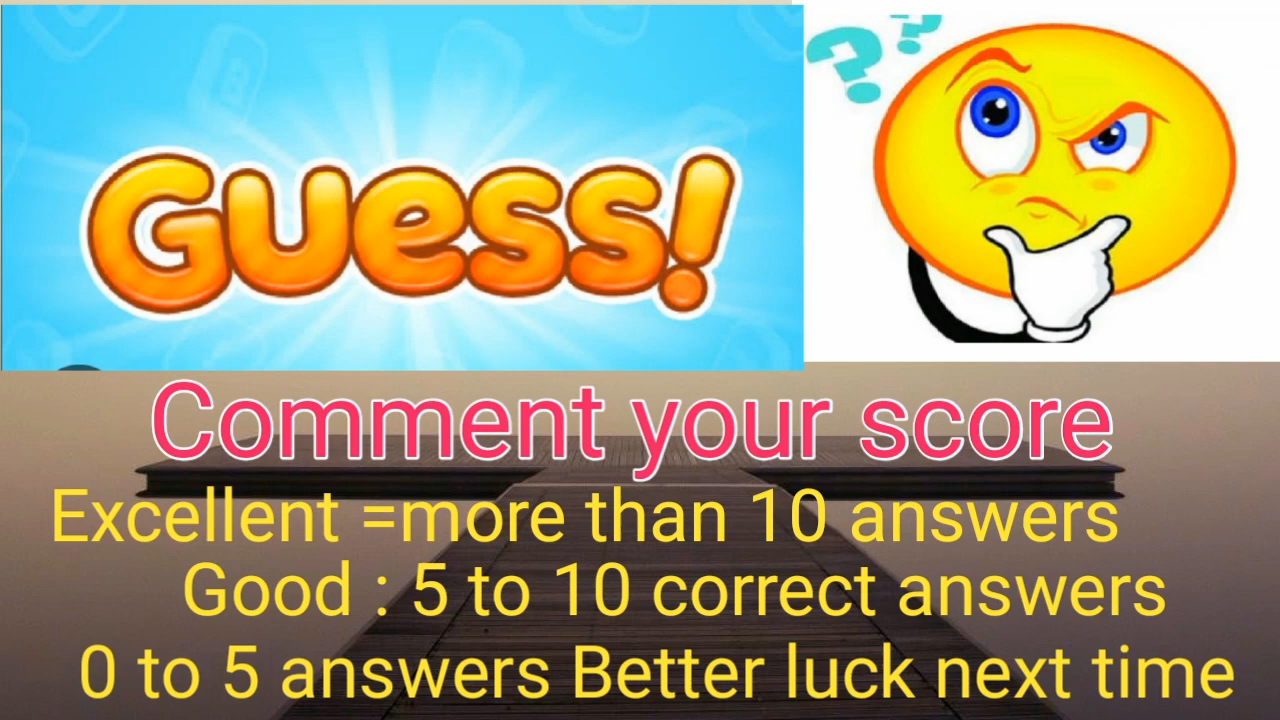 Guess!
? ?
Comment your score
Excellent =more than 10 answers
Good : 5 to 10 correct answers
0 to 5 answers Better luck next time